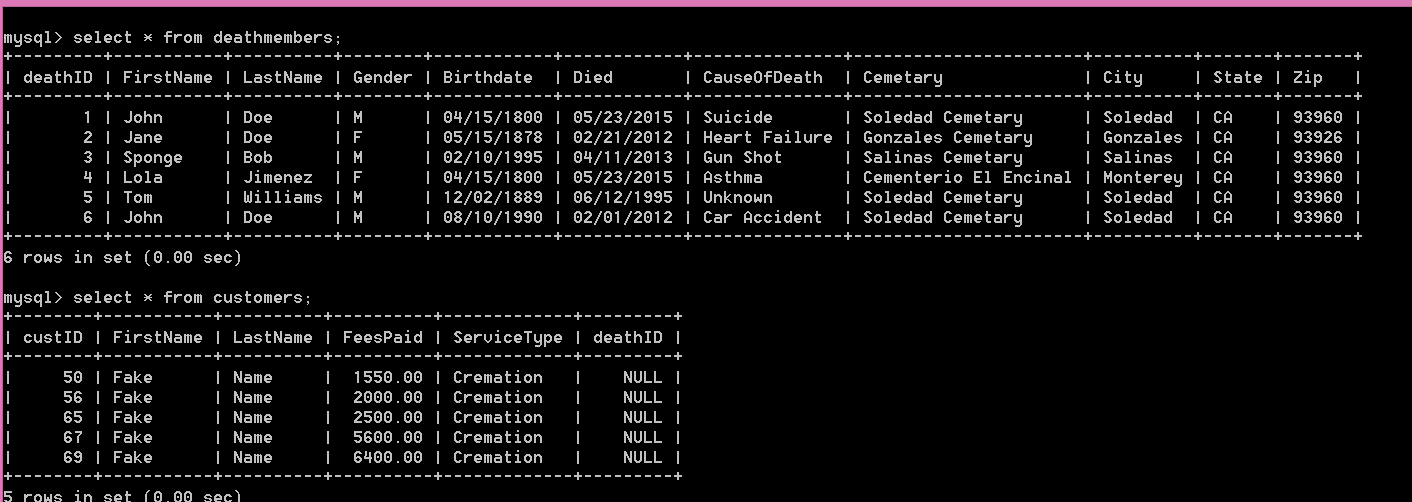 mysql> select * from deathmembers;
+---------+-----------+----------+--------+------------+------------+---------------+-----------------------+----------+-------+-------+
| deathID | FirstName | LastName | Gender | Birthdate  | Died       | CauseOfDeath  | Cemetary              | City     | State | Zip   |
+---------+-----------+----------+--------+------------+------------+---------------+-----------------------+----------+-------+-------+
|       1 | John      | Doe      | M      | 04/15/1800 | 05/23/2015 | Suicide       | Soledad Cemetary      | Soledad  | CA    | 93960 |
|       2 | Jane      | Doe      | F      | 05/15/1878 | 02/21/2012 | Heart Failure | Gonzales Cemetary     | Gonzales | CA    | 93926 |
|       3 | Sponge    | Bob      | M      | 02/10/1995 | 04/11/2013 | Gun Shot      | Salinas Cemetary      | Salinas  | CA    | 93960 |
|       4 | Lola      | Jimenez  | F      | 04/15/1800 | 05/23/2015 | Asthma        | Cementerio El Encinal | Monterey | CA    | 93960 |
|       5 | Tom       | Williams | M      | 12/02/1889 | 06/12/1995 | Unknown       | Soledad Cemetary      | Soledad  | CA    | 93960 |
|       6 | John      | Doe      | M      | 08/10/1990 | 02/01/2012 | Car Accident  | Soledad Cemetary      | Soledad  | CA    | 93960 |
+---------+-----------+----------+--------+------------+------------+---------------+-----------------------+----------+-------+-------+
6 rows in set (0.00 sec)
mysql> select * from customers;
+--------+-----------+----------+----------+-------------+---------+
| custID | FirstName | LastName | FeesPaid | ServiceType | deathID |
+--------+-----------+----------+----------+-------------+---------+
|     50 | Fake      | Name     |  1550.00 | Cremation   |    NULL |
|     56 | Fake      | Name     |  2000.00 | Cremation   |    NULL |
|     65 | Fake      | Name     |  2500.00 | Cremation   |    NULL |
|     67 | Fake      | Name     |  5600.00 | Cremation   |    NULL |
|     69 | Fake      | Name     |  6400.00 | Cremation   |    NULL |
+--------+-----------+----------+----------+-------------+---------+
5 rows in set (0.00 sec)